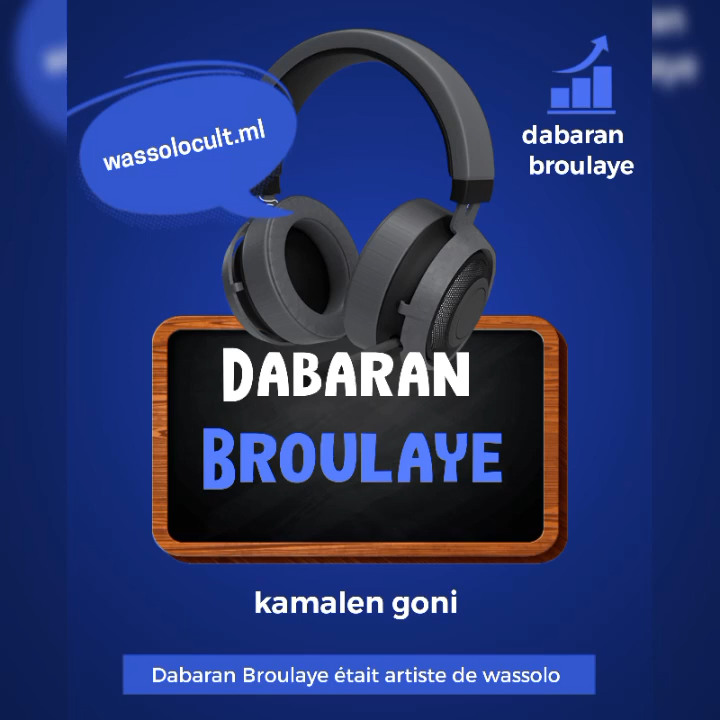 wassolocult.ml
dabaran
broulaye
DABARAN
BROULAYE
kamalen goni
Dabaran Broulaye était artiste de wassolo